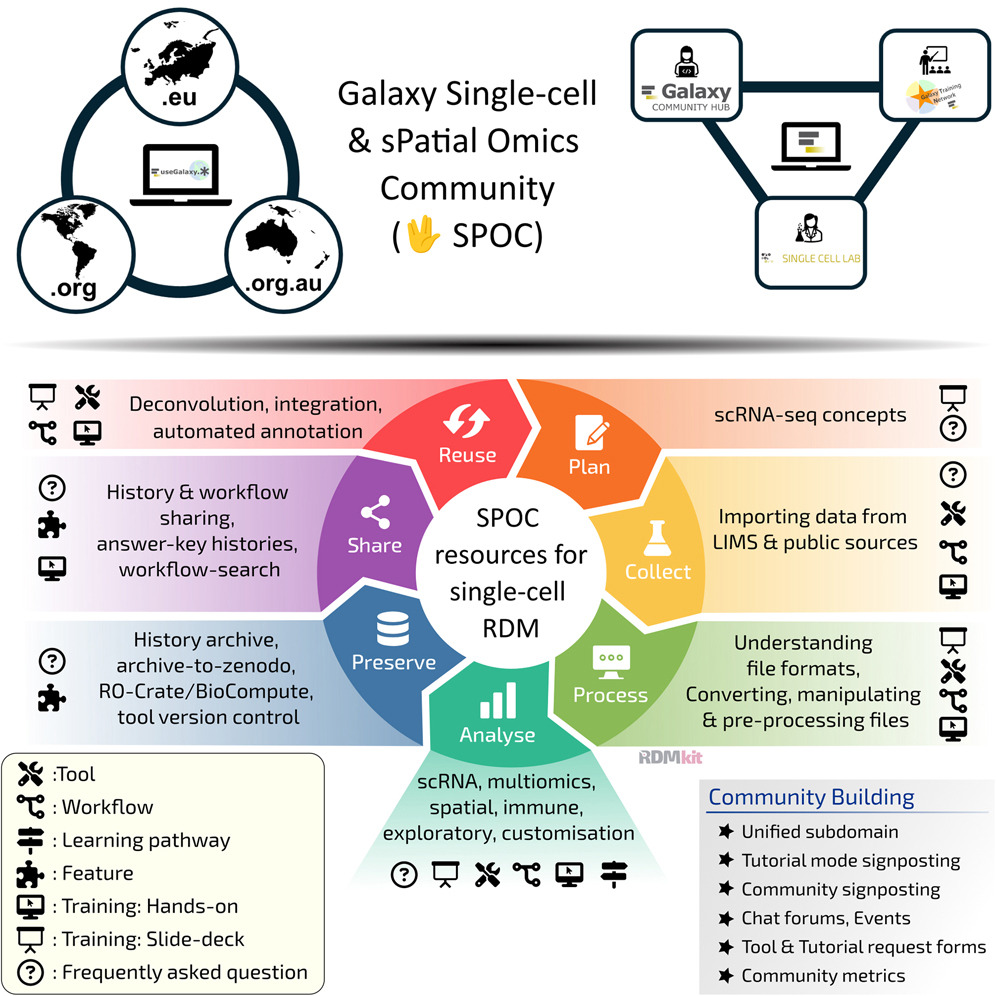 .eu
useGalaxy.*
.org
.org.au
Galaxy Single-cell
& sPatial Omics
Community
(🖖 SPOC)
Galaxy
COMMUNITY HUB
Galaxy Training
Network
SINGLE CELL LAB
Deconvolution, integration,
automated annotation
Reuse
Plan
scRNA-seq concepts
History & workflow
sharing,
answer-key histories,
workflow-search
Share
SPOC
resources for
single-cell
RDM
Collect
Importing data from
LIMS & public sources
History archive,
archive-to-zenodo,
RO-Crate/BioCompute,
tool version control
Preserve
Analyse
Process
Understanding
file formats,
Converting, manipulating
& pre-processing files
RDMkit
scRNA, multiomics,
spatial, immune,
exploratory, customisation
:Tool
: Workflow
: Learning pathway
: Feature
: Training: Hands-on
: Training: Slide-deck
: Frequently asked question
Community Building
Unified subdomain
Tutorial mode signposting
Community signposting
Chat forums, Events
Tool & Tutorial request forms
Community metrics